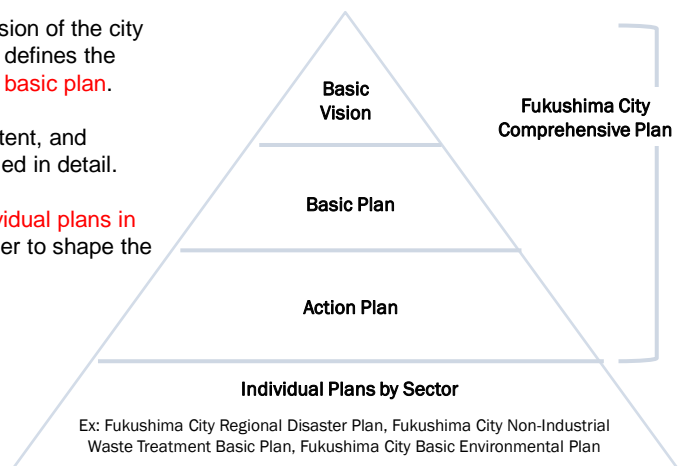 sion of the city
defines the
basic plan.
tent, and
ed in detail.
vidual plans in
er to shape the
Basic
Vision
Fukushima City
Comprehensive Plan
Basic Plan
Action Plan
Individual Plans by Sector
Ex: Fukushima City Regional Disaster Plan, Fukushima City Non-Industrial
Waste Treatment Basic Plan, Fukushima City Basic Environmental Plan